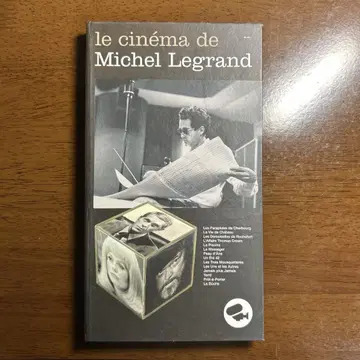 le cinéma de
Michel Legrand
Les Parapluies de Cherbourg
La Vie de Château
Les Demoiselles de Rochefort
L'Affaire Thomas Crown
La Piscine
Le Messager
Peau d'Âne
Un Été 42
Les Trois Mousquetaires
Les Uns et les Autres
Jamais plus Jamais
Yentl
Prêt-à-Porter
La Bûche